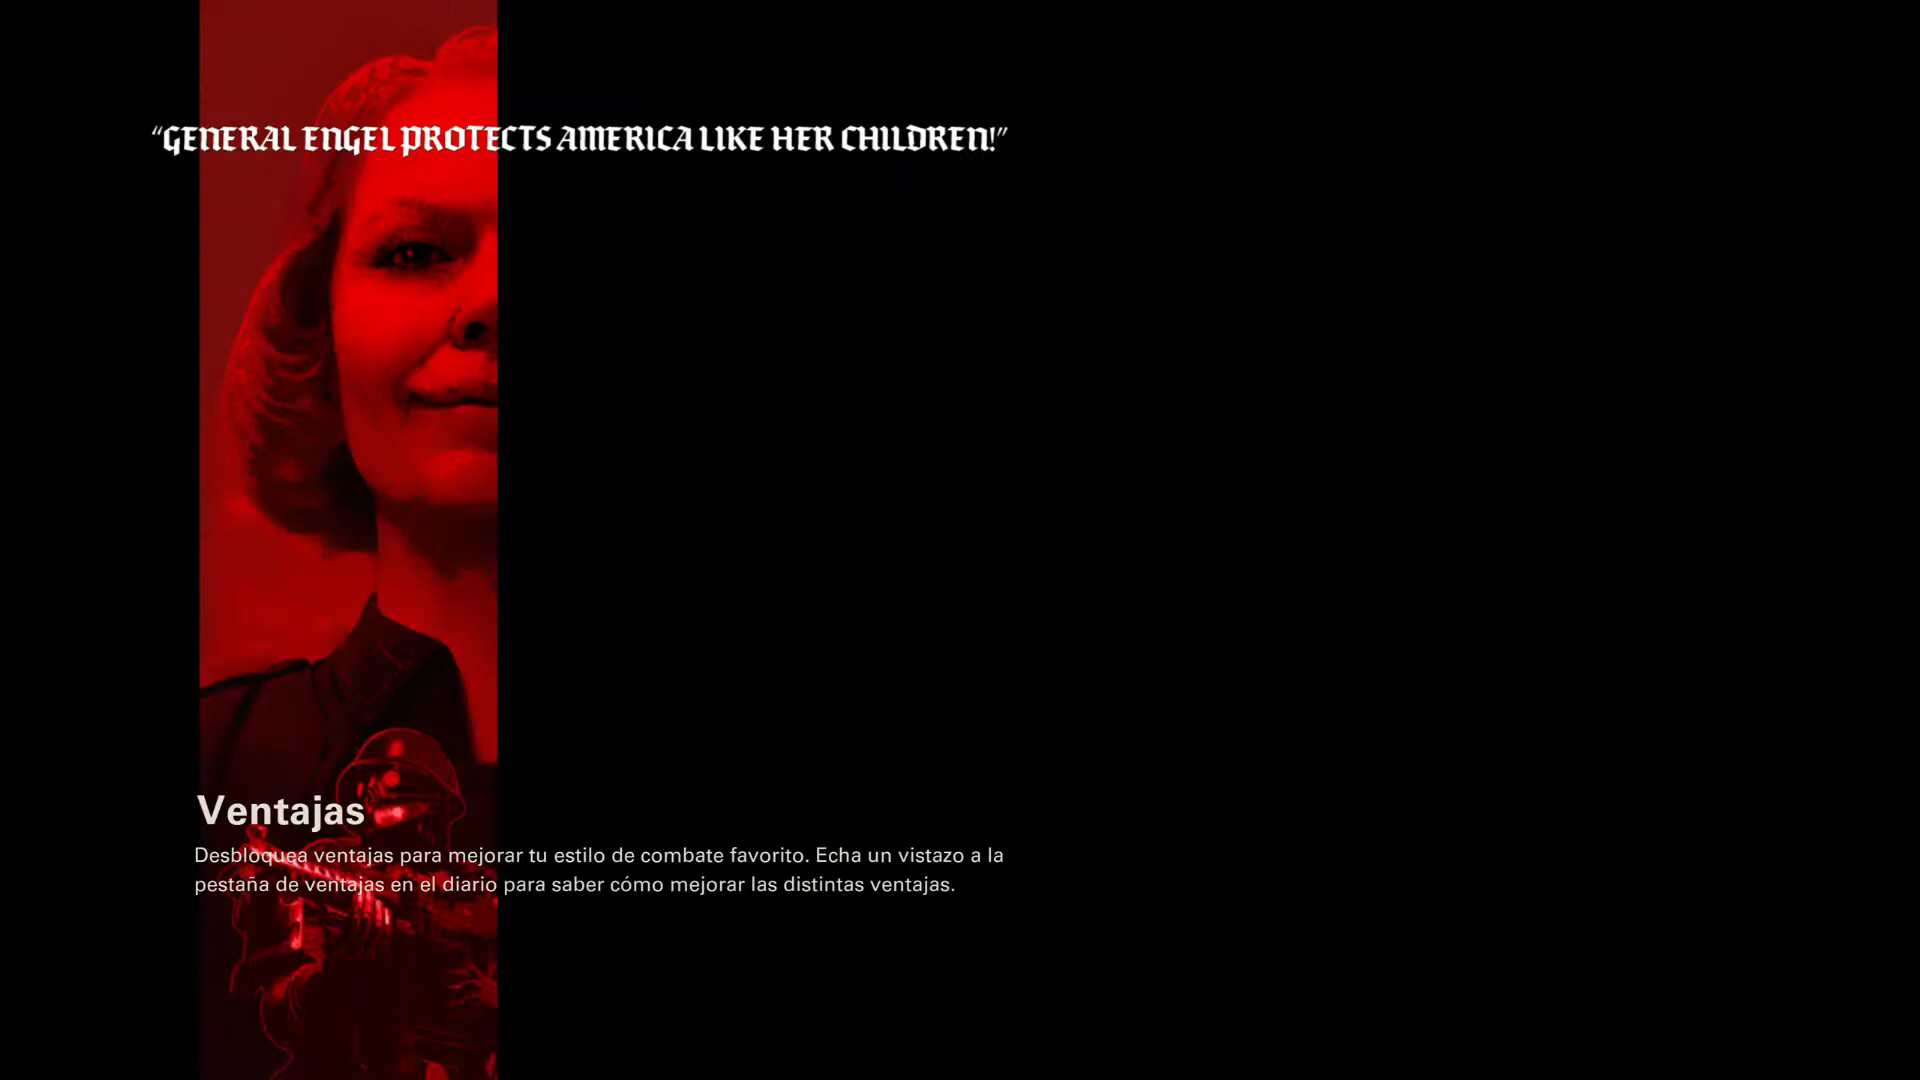 “GENERAL ENGEL PROTECTS AMERICA LIKE HER CHILDREN!”
Ventajas
Desbloquea ventajas para mejorar tu estilo de combate favorito. Echa un vistazo a la
pestaña de ventajas en el diario para saber cómo mejorar las distintas ventajas.